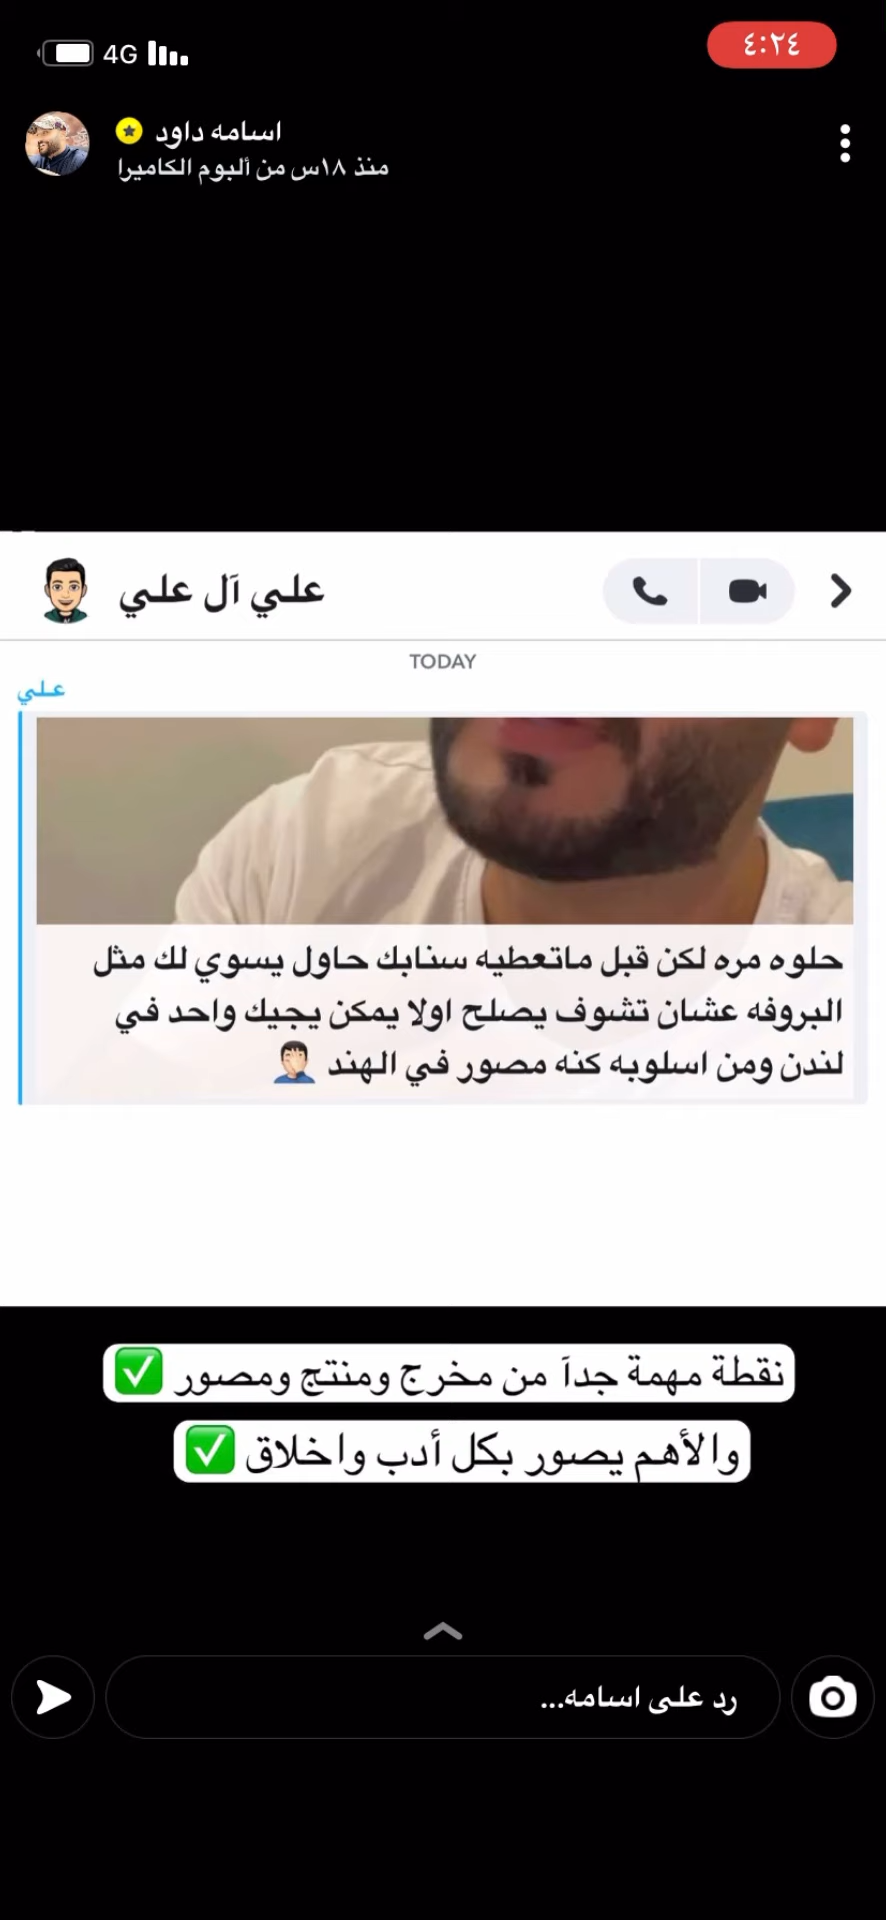 4G
٤:٢٤
اسامه داود
منذ ١٨س من ألبوم الكاميرا
علي آل علي
TODAY
علي
حلوه مره لكن قبل ماتعطيه سنابك حاول يسوي لك مثل
البروفه عشان تشوف يصلح اولا يمكن يجيك واحد في
لندن ومن اسلوبه كنه مصور في الهند 🤦🏻‍♂️
نقطة مهمة جدآ من مخرج ومنتج ومصور ✅
والأهم يصور بكل أدب واخلاق ✅
رد على اسامه...